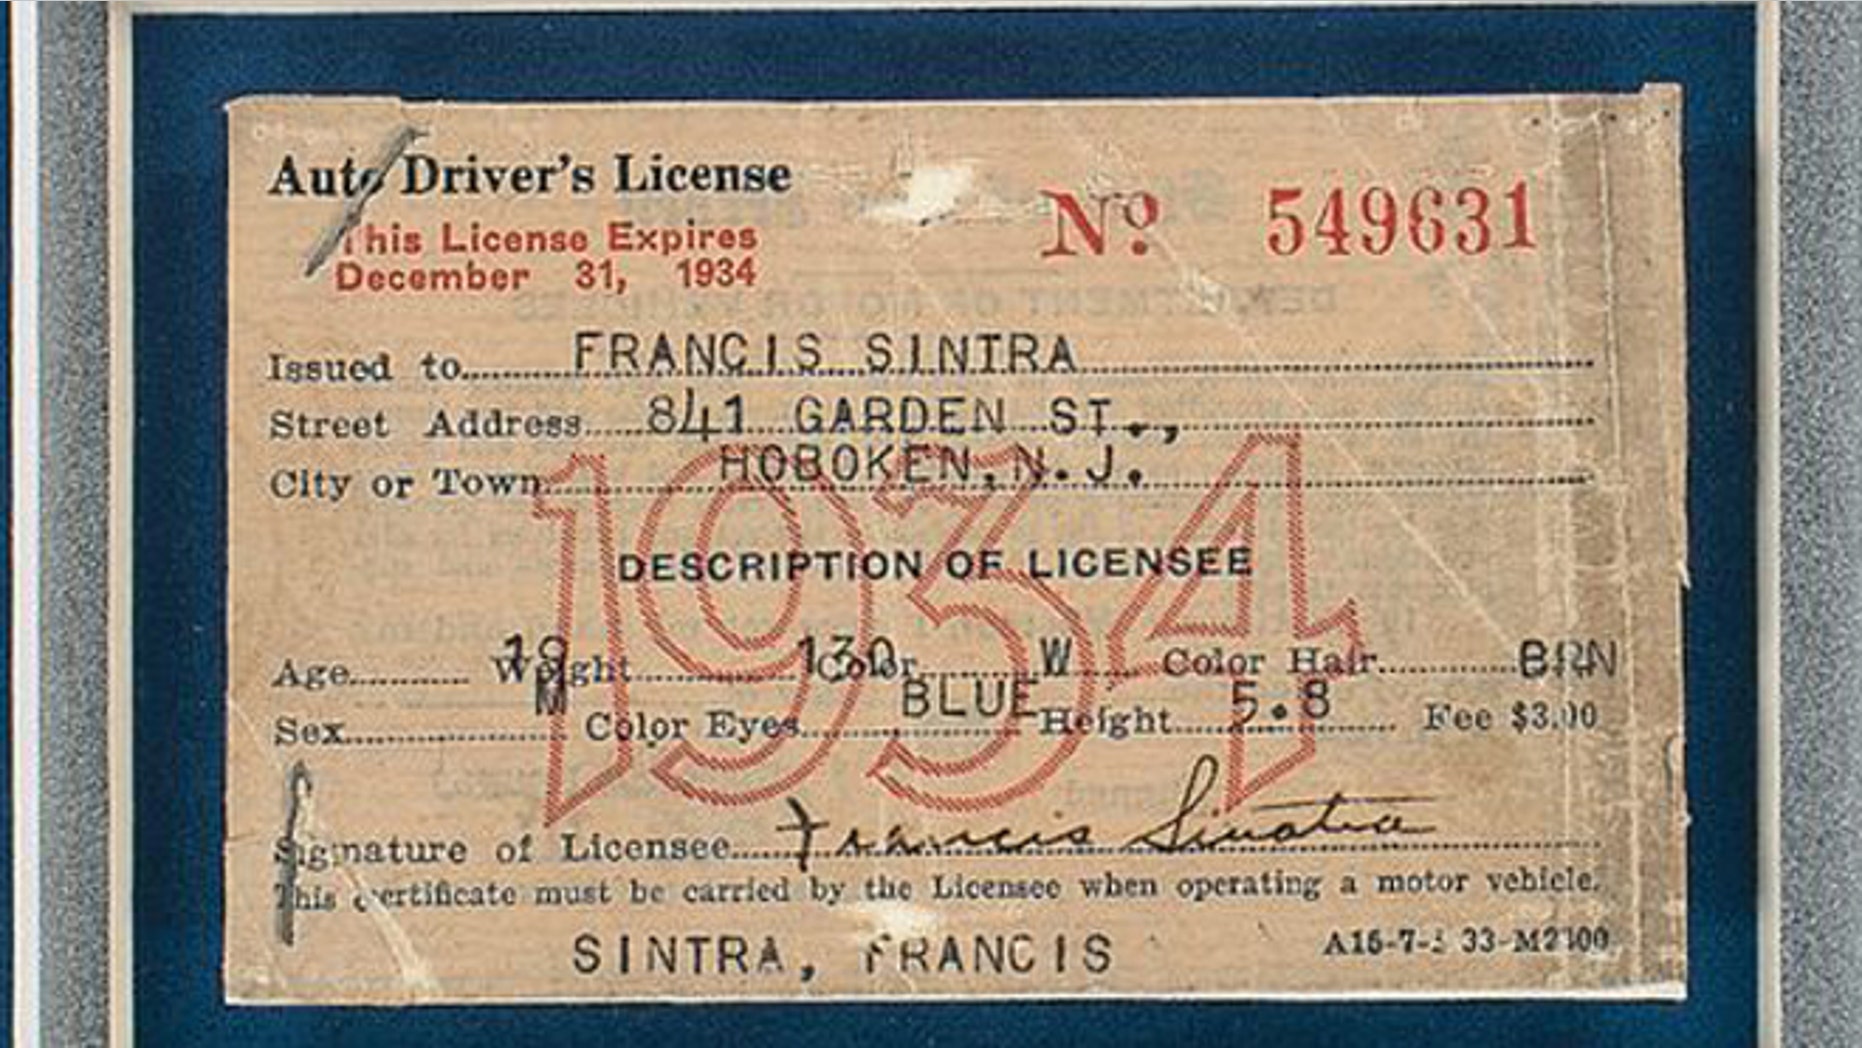 Auto Driver's License
This License Expires
December 31, 1934
Nº 549631
Issued to FRANCIS SINTRA
Street Address 841 GARDEN ST.,
City or Town HOBOKEN, N.J.
1934
DESCRIPTION OF LICENSEE
Age Weight 130 Color W Color Hair BRN
Sex M Color Eyes BLUE Height 5.8 Fee $3.00
Signature of Licensee Francis Sinatra
This certificate must be carried by the Licensee when operating a motor vehicle.
SINTRA, FRANCIS